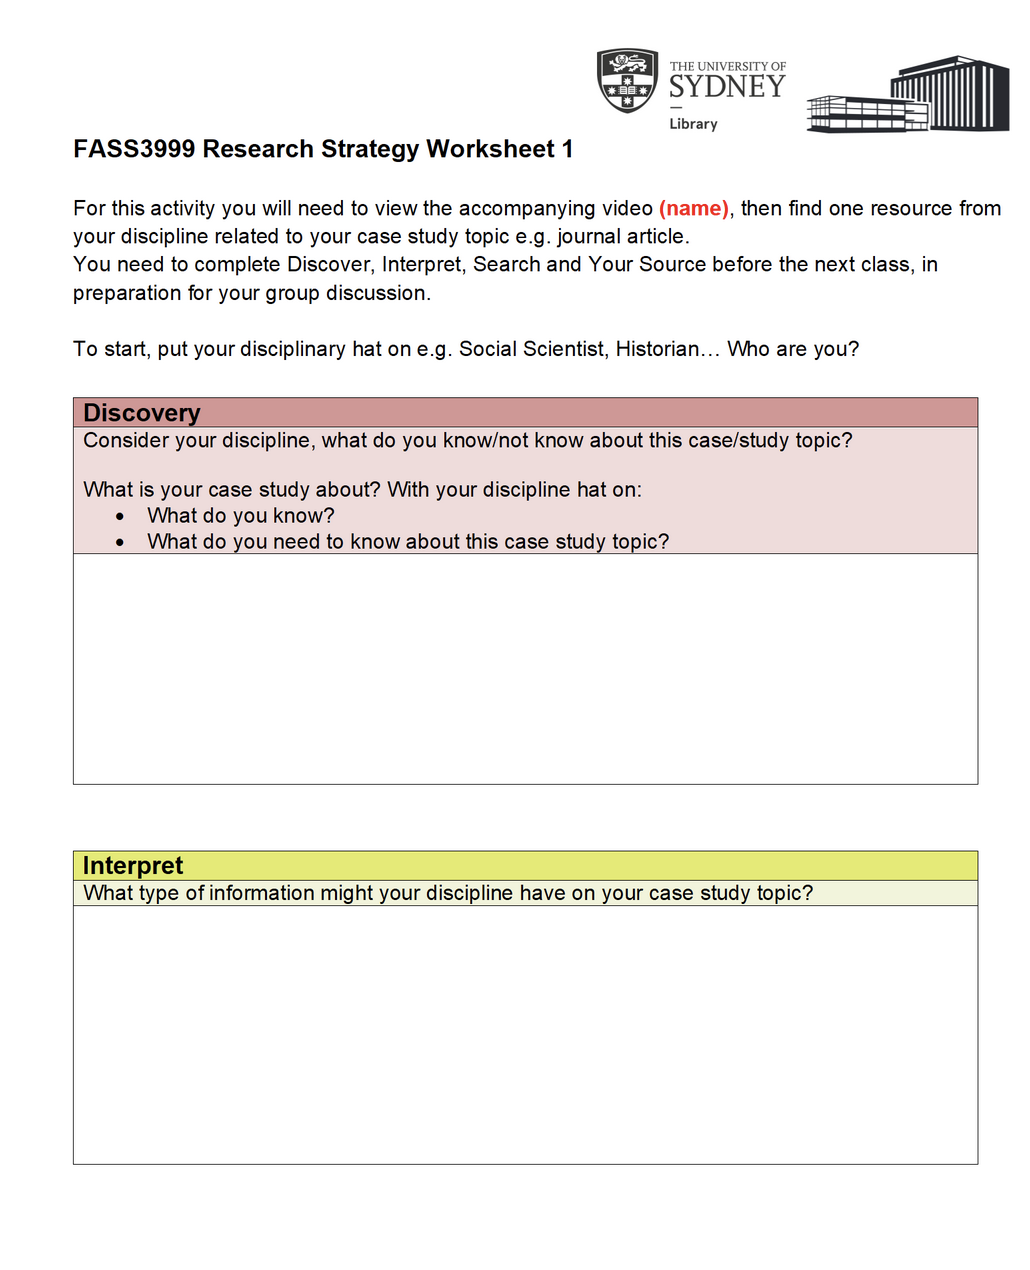 THE UNIVERSITY OF
SYDNEY
Library
FASS3999 Research Strategy Worksheet 1
For this activity you will need to view the accompanying video (name), then find one resource from
your discipline related to your case study topic e.g. journal article.
You need to complete Discover, Interpret, Search and Your Source before the next class, in
preparation for your group discussion.
To start, put your disciplinary hat on e.g. Social Scientist, Historian… Who are you?
Discovery
Consider your discipline, what do you know/not know about this case/study topic?
What is your case study about? With your discipline hat on:
• What do you know?
• What do you need to know about this case study topic?
Interpret
What type of information might your discipline have on your case study topic?